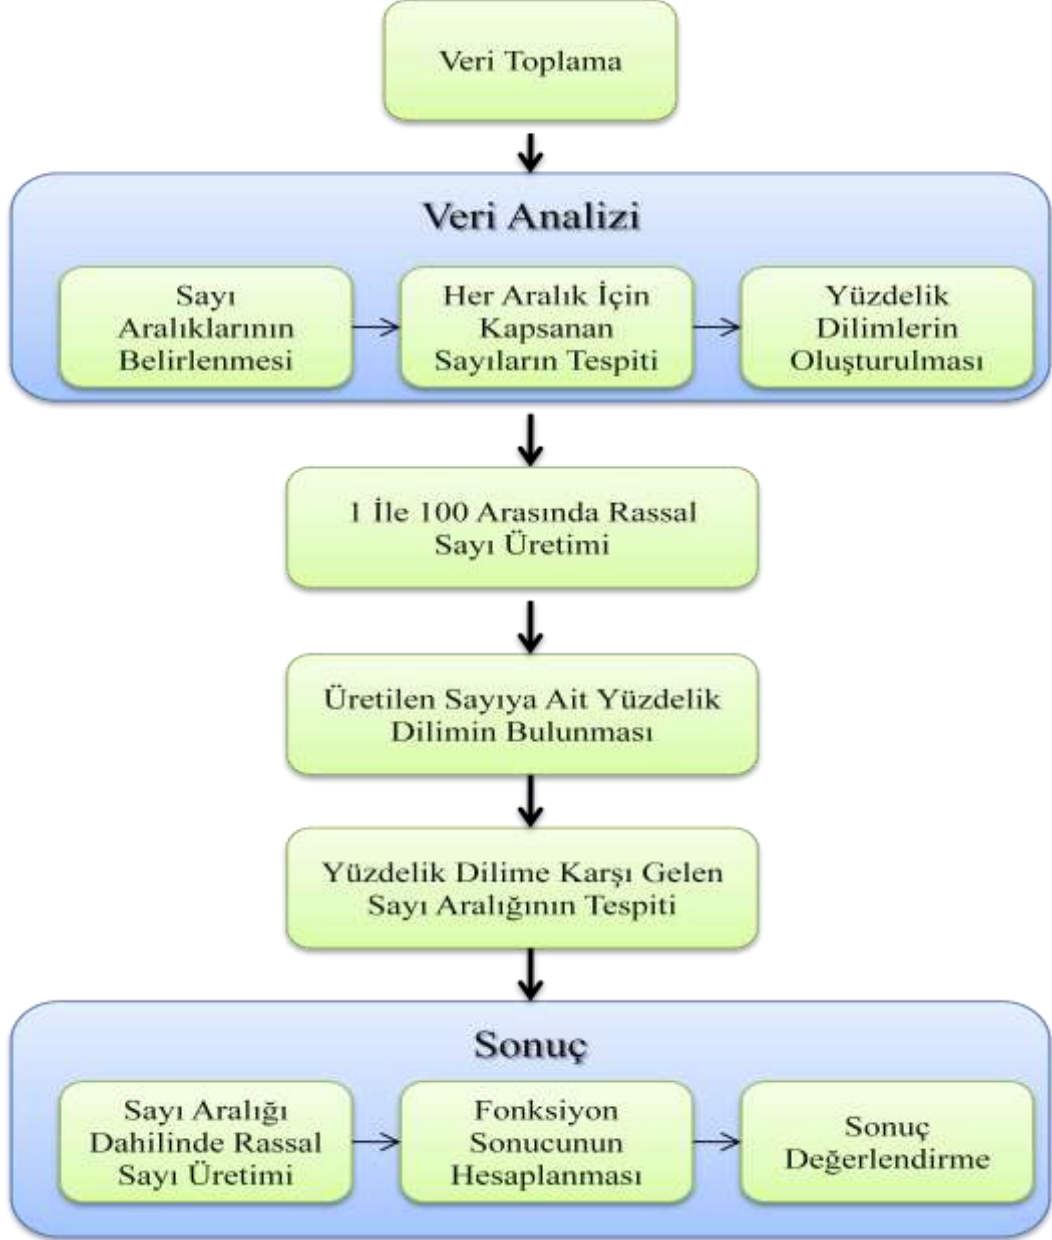 Veri Toplama
Veri Analizi
Sayı
Aralıklarının
Belirlenmesi
Her Aralık İçin
Kapsanan
Sayıların Tespiti
Yüzdelik
Dilimlerin
Oluşturulması
1 İle 100 Arasında Rassal
Sayı Üretimi
Üretilen Sayıya Ait Yüzdelik
Dilimin Bulunması
Yüzdelik Dilime Karşı Gelen
Sayı Aralığının Tespiti
Sonuç
Sayı Aralığı
Dahilinde Rassal
Sayı Üretimi
Fonksiyon
Sonucunun
Hesaplanması
Sonuç
Değerlendirme